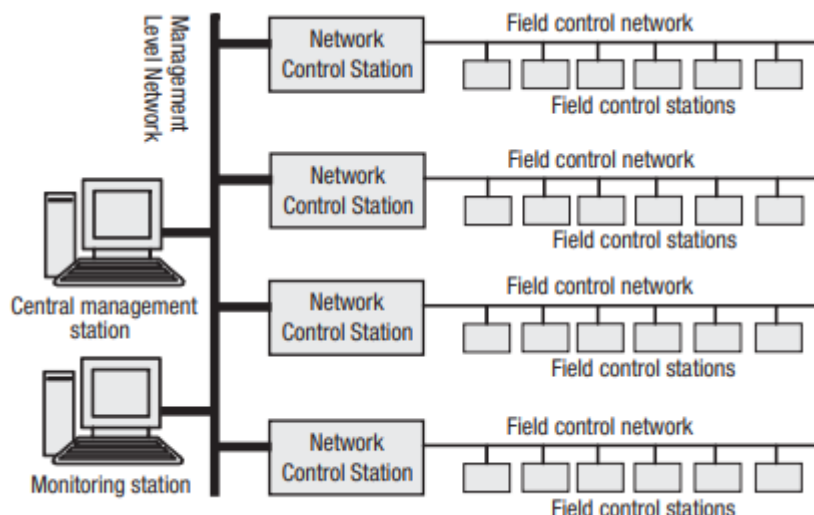 Management
Level Network
Network
Control Station
Field control network
Field control stations
Network
Control Station
Field control network
Field control stations
Central management
station
Network
Control Station
Field control network
Field control stations
Monitoring station
Network
Control Station
Field control network
Field control stations